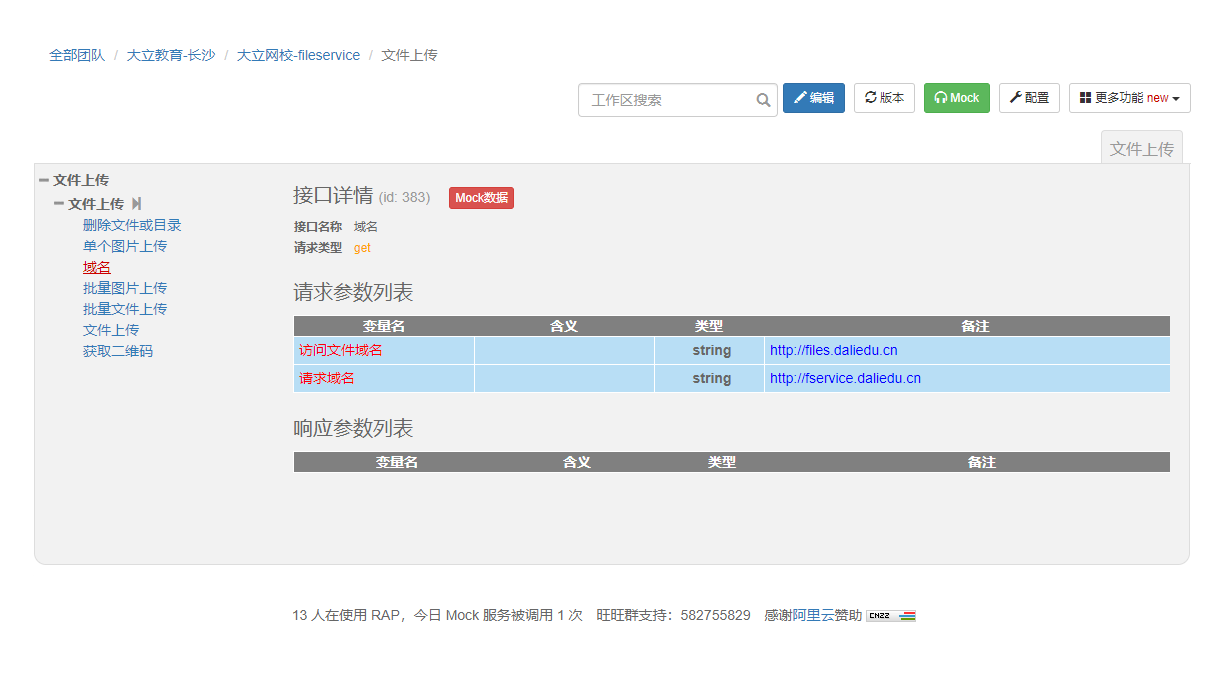 全部团队 / 大立教育-长沙 / 大立网校-fileservice / 文件上传
工作区搜索 编辑 版本 Mock 配置 更多功能 new
文件上传
文件上传
文件上传
删除文件或目录
单个图片上传
域名
批量图片上传
批量文件上传
文件上传
获取二维码
接口详情 (id: 383) Mock数据
接口名称 域名
请求类型 get
请求参数列表
变量名 含义 类型 备注
访问文件域名 string http://files.daliedu.cn
请求域名 string http://fservice.daliedu.cn
响应参数列表
变量名 含义 类型 备注
13 人在使用 RAP，今日 Mock 服务被调用 1 次 旺旺群支持：582755829 感谢阿里云赞助 CNZZ